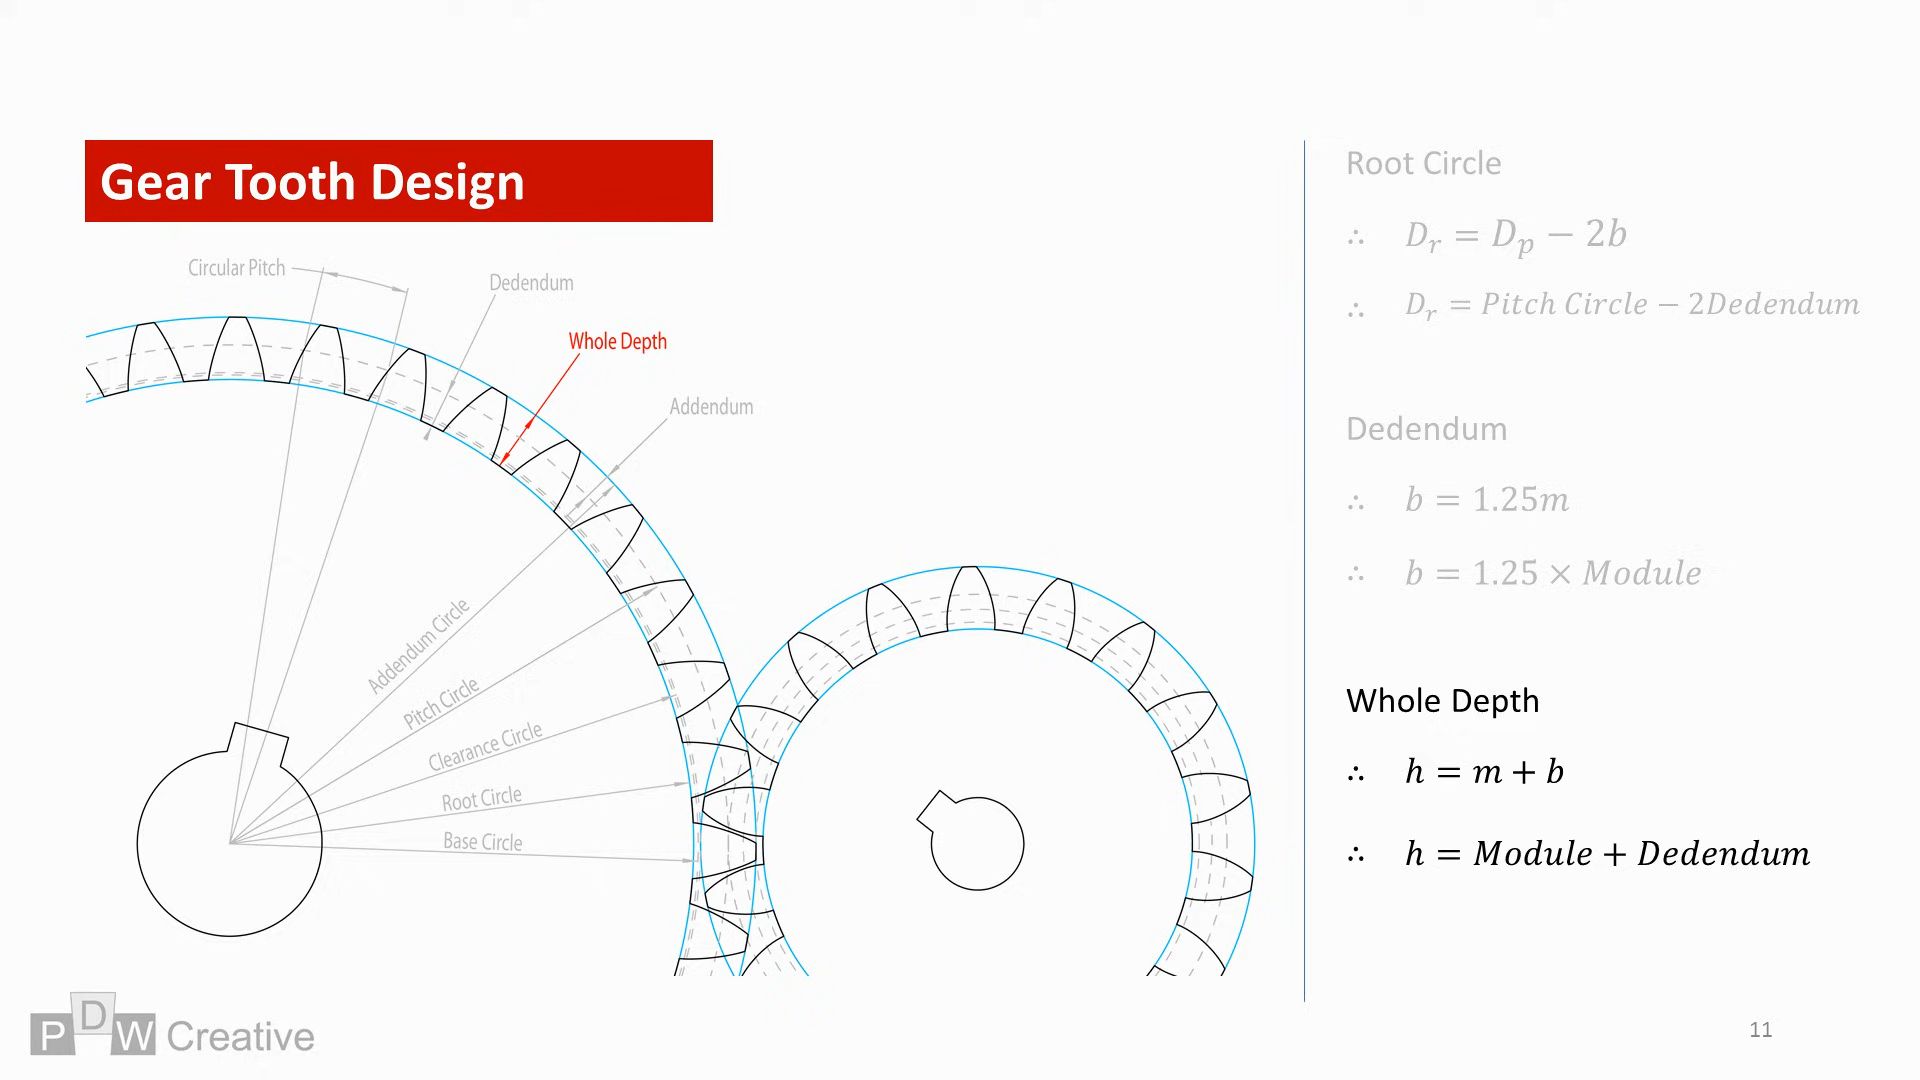 Gear Tooth Design
Circular Pitch
Dedendum
Whole Depth
Addendum
Addendum Circle
Pitch Circle
Clearance Circle
Root Circle
Base Circle
Root Circle
∴ D_r = D_p − 2b
∴ D_r = Pitch Circle − 2Dedendum
Dedendum
∴ b = 1.25m
∴ b = 1.25 × Module
Whole Depth
∴ h = m + b
∴ h = Module + Dedendum
PDW Creative
11